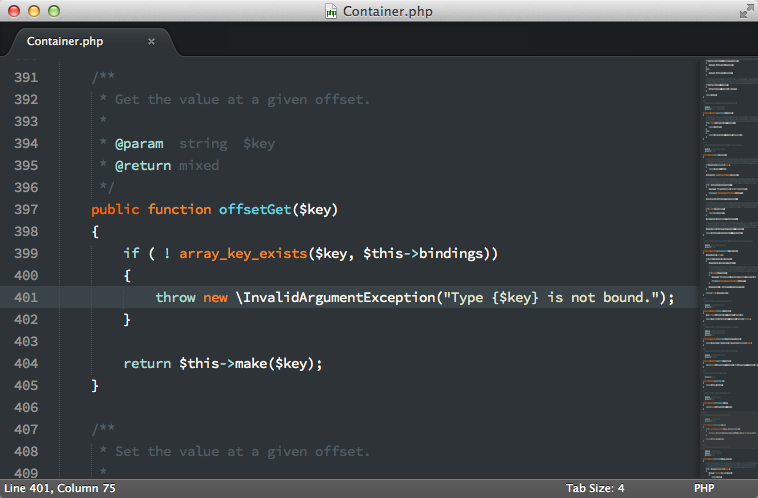 Container.php
Container.php
391 /**
392  * Get the value at a given offset.
393  *
394  * @param  string  $key
395  * @return mixed
396  */
397 public function offsetGet($key)
398 {
399     if ( ! array_key_exists($key, $this->bindings))
400     {
401         throw new \InvalidArgumentException("Type {$key} is not bound.");
402     }
403
404     return $this->make($key);
405 }
406
407 /**
408  * Set the value at a given offset.
409  *
Line 401, Column 75 Tab Size: 4 PHP